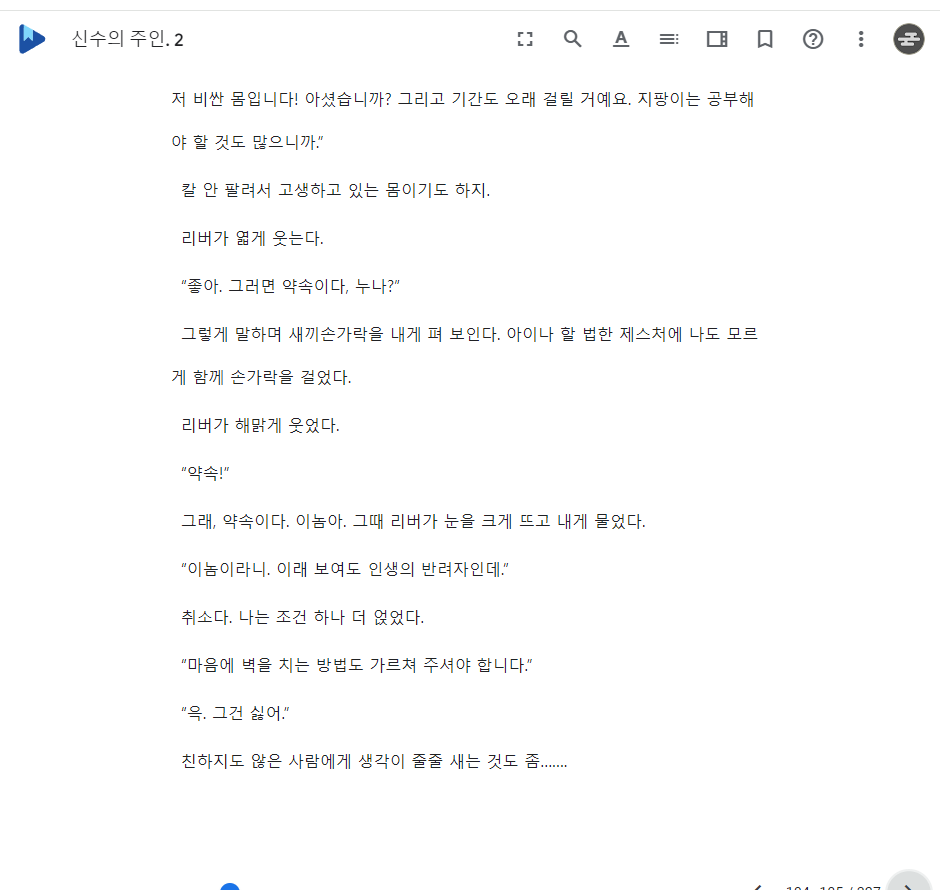 신수의 주인. 2
저 비싼 몸입니다! 아셨습니까? 그리고 기간도 오래 걸릴 거예요. 지팡이는 공부해
야 할 것도 많으니까.”
칼 안 팔려서 고생하고 있는 몸이기도 하지.
리버가 엷게 웃는다.
“좋아. 그러면 약속이다, 누나?”
그렇게 말하며 새끼손가락을 내게 펴 보인다. 아이나 할 법한 제스처에 나도 모르
게 함께 손가락을 걸었다.
리버가 해맑게 웃었다.
“약속!”
그래, 약속이다. 이놈아. 그때 리버가 눈을 크게 뜨고 내게 물었다.
“이놈이라니. 이래 보여도 인생의 반려자인데.”
취소다. 나는 조건 하나 더 얹었다.
“마음에 벽을 치는 방법도 가르쳐 주셔야 합니다.”
“윽. 그건 싫어.”
친하지도 않은 사람에게 생각이 줄줄 새는 것도 좀…….